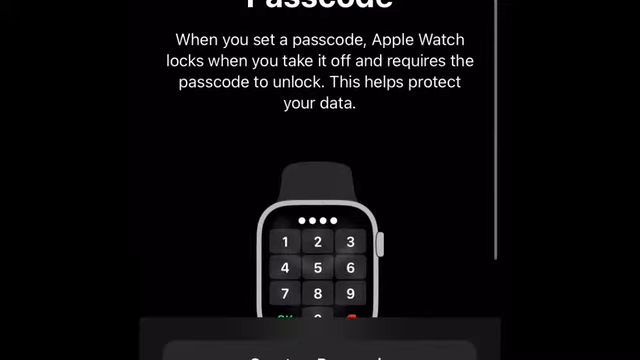 Passcode
When you set a passcode, Apple Watch
locks when you take it off and requires the
passcode to unlock. This helps protect
your data.
1 2 3
4 5 6
7 8 9